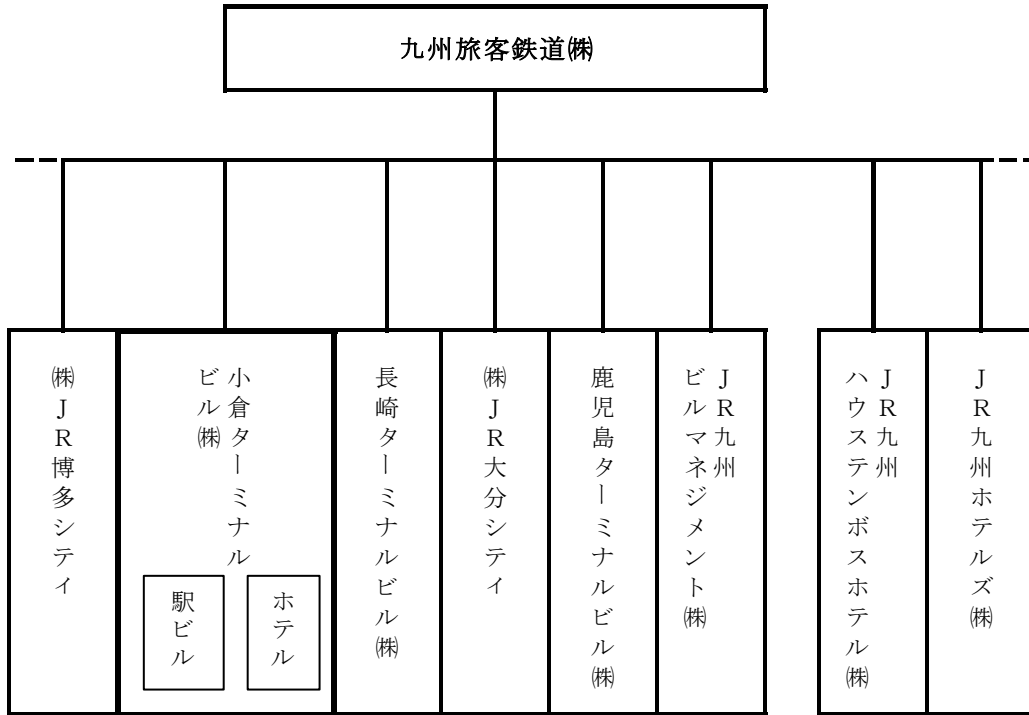 九州旅客鉄道㈱
㈱JR博多シティ
小倉ターミナル
ビル㈱
駅ビル
ホテル
長崎ターミナルビル㈱
㈱JR大分シティ
鹿児島ターミナルビル㈱
JR九州
ビルマネジメント㈱
JR九州
ハウステンボスホテル㈱
JR九州ホテルズ㈱